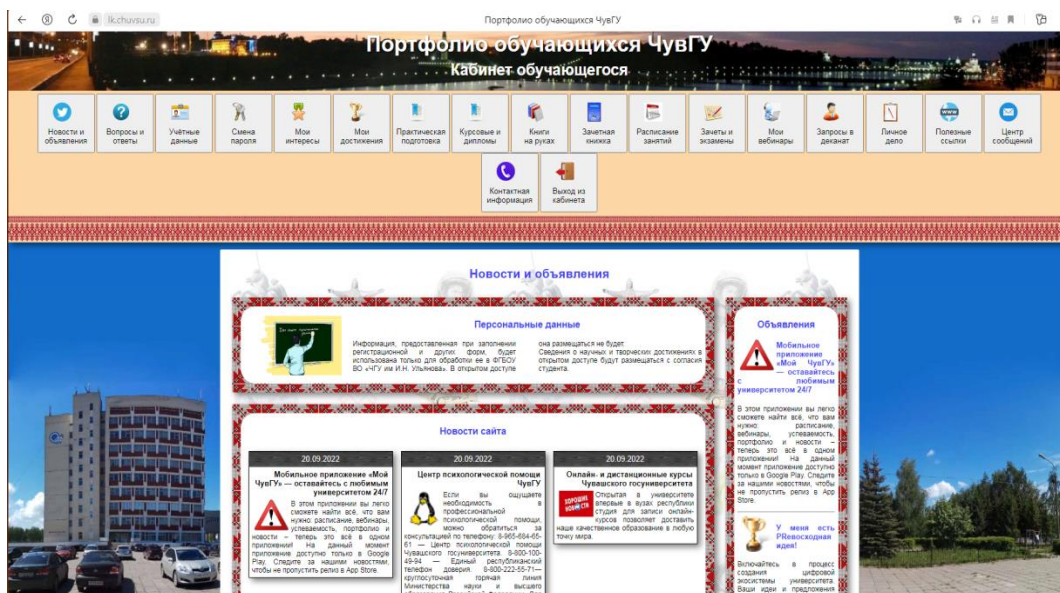 lk.chuvsu.ru
Портфолио обучающихся ЧувГУ
Портфолио обучающихся ЧувГУ
Кабинет обучающегося
Новости и
объявления
Вопросы и
ответы
Учётные
данные
Смена
пароля
Мои
интересы
Мои
достижения
Практическая
подготовка
Курсовые и
дипломы
Книги
на руках
Зачетная
книжка
Расписание
занятий
Зачеты и
экзамены
Мои
вебинары
Запросы в
деканат
Личное
дело
Полезные
ссылки
Центр
сообщений
Контактная
информация
Выход из
кабинета
Новости и объявления
Персональные данные
Информация, предоставленная при заполнении
регистрационной и других форм, будет
использована только для обработки ее в ФГБОУ
ВО «ЧГУ им И.Н. Ульянова». В открытом доступе
она размещаться не будет.
Сведения о научных и творческих достижениях в
открытом доступе будут размещаться с согласия
студента.
Новости сайта
20.09.2022
Мобильное приложение «Мой
ЧувГУ» — оставайтесь с любимым
университетом 24/7
В этом приложении вы легко
сможете найти всё, что вам
нужно: расписание, вебинары,
успеваемость, портфолио и
новости – теперь это всё в одном
приложении! На данный момент
приложение доступно только в Google
Play. Следите за нашими новостями,
чтобы не пропустить релиз в App Store.
20.09.2022
Центр психологической помощи
ЧувГУ
Если вы ощущаете
необходимость в
профессиональной
психологической помощи,
можно обратиться за
консультацией по телефону: 8-965-684-65-
61 — Центр психологической помощи
Чувашского госуниверситета. 8-800-100-
49-94 — Единый республиканский
телефон доверия. 8-800-222-55-71—
круглосуточная горячая линия
Министерства науки и высшего
20.09.2022
Онлайн- и дистанционные курсы
Чувашского госуниверситета
ХОРОШИЕ
НОВОСТИ
Открытая в университете
впервые в вузах республики
студия для записи онлайн-
курсов позволяет доставить
наше качественное образование в любую
точку мира.
Объявления
Мобильное
приложение
«Мой ЧувГУ»
— оставайтесь
с любимым
университетом 24/7
В этом приложении вы легко
сможете найти всё, что вам
нужно: расписание,
вебинары, успеваемость,
портфолио и новости –
теперь это всё в одном
приложении! На данный
момент приложение доступно
только в Google Play. Следите
за нашими новостями, чтобы
не пропустить релиз в App
Store.
У меня есть
PRевосходная
идея!
Включайтесь в процесс
создания цифровой
экосистемы университета.
Ваши идеи и предложения